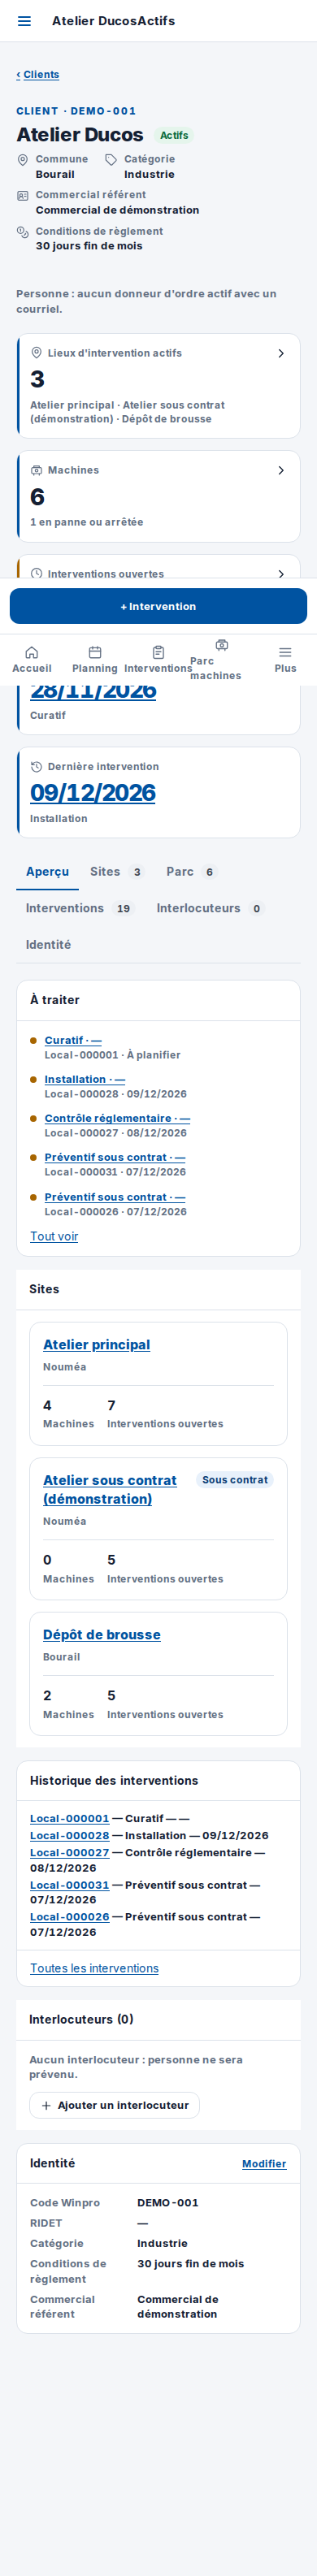 Atelier DucosActifs
‹ Clients
CLIENT · DEMO-001
Atelier Ducos Actifs
Commune
Bourail
Catégorie
Industrie
Commercial référent
Commercial de démonstration
Conditions de règlement
30 jours fin de mois
Personne : aucun donneur d'ordre actif avec un
courriel.
Lieux d'intervention actifs
3
Atelier principal · Atelier sous contrat
(démonstration) · Dépôt de brousse
Machines
6
1 en panne ou arrêtée
Interventions ouvertes
+ Intervention
Accueil
Planning
Interventions
Parc
machines
Plus
28/11/2026
Curatif
Dernière intervention
09/12/2026
Installation
Aperçu
Sites 3
Parc 6
Interventions 19
Interlocuteurs 0
Identité
À traiter
Curatif · —
Local-000001 · À planifier
Installation · —
Local-000028 · 09/12/2026
Contrôle réglementaire · —
Local-000027 · 08/12/2026
Préventif sous contrat · —
Local-000031 · 07/12/2026
Préventif sous contrat · —
Local-000026 · 07/12/2026
Tout voir
Sites
Atelier principal
Nouméa
4
Machines
7
Interventions ouvertes
Atelier sous contrat
(démonstration)
Sous contrat
Nouméa
0
Machines
5
Interventions ouvertes
Dépôt de brousse
Bourail
2
Machines
5
Interventions ouvertes
Historique des interventions
Local-000001 — Curatif — —
Local-000028 — Installation — 09/12/2026
Local-000027 — Contrôle réglementaire —
08/12/2026
Local-000031 — Préventif sous contrat —
07/12/2026
Local-000026 — Préventif sous contrat —
07/12/2026
Toutes les interventions
Interlocuteurs (0)
Aucun interlocuteur : personne ne sera
prévenu.
+ Ajouter un interlocuteur
Identité
Modifier
Code Winpro
DEMO-001
RIDET
—
Catégorie
Industrie
Conditions de
règlement
30 jours fin de mois
Commercial
référent
Commercial de
démonstration